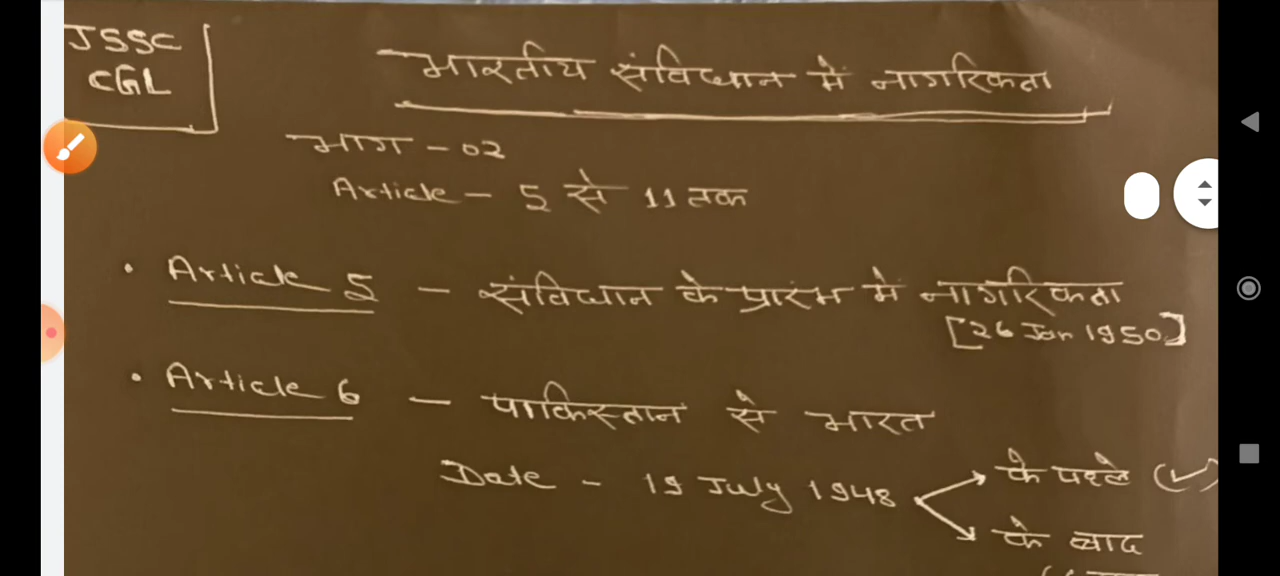 JSSC
CGL
भारतीय संविधान में नागरिकता
भाग - 02
Article - 5 से 11 तक
• Article 5 - संविधान के प्रारंभ में नागरिकता
[26 Jan 1950]
• Article 6 - पाकिस्तान से भारत
Date - 19 July 1948
के पहले (✓)
के बाद